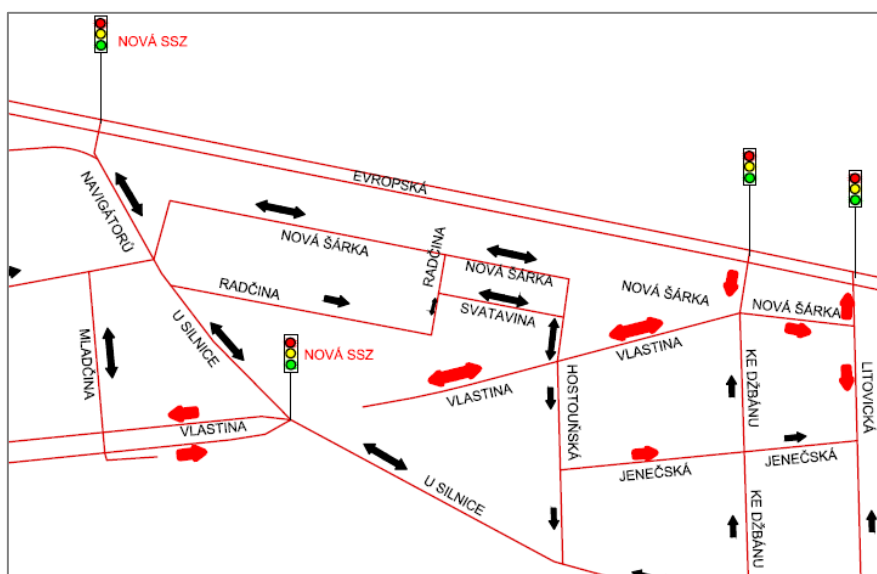 NOVÁ SSZ
EVROPSKÁ
NAVIGÁTORŮ
NOVÁ ŠÁRKA
RADČINA
NOVÁ ŠÁRKA
NOVÁ ŠÁRKA
NOVÁ ŠÁRKA
RADČINA
SVATAVINA
U SILNICE
NOVÁ SSZ
MLADČINA
VLASTINA
VLASTINA
HOSTOUŇSKÁ
KE DŽBÁNU
LITOVICKÁ
VLASTINA
JENEČSKÁ
JENEČSKÁ
U SILNICE
KE DŽBÁNU